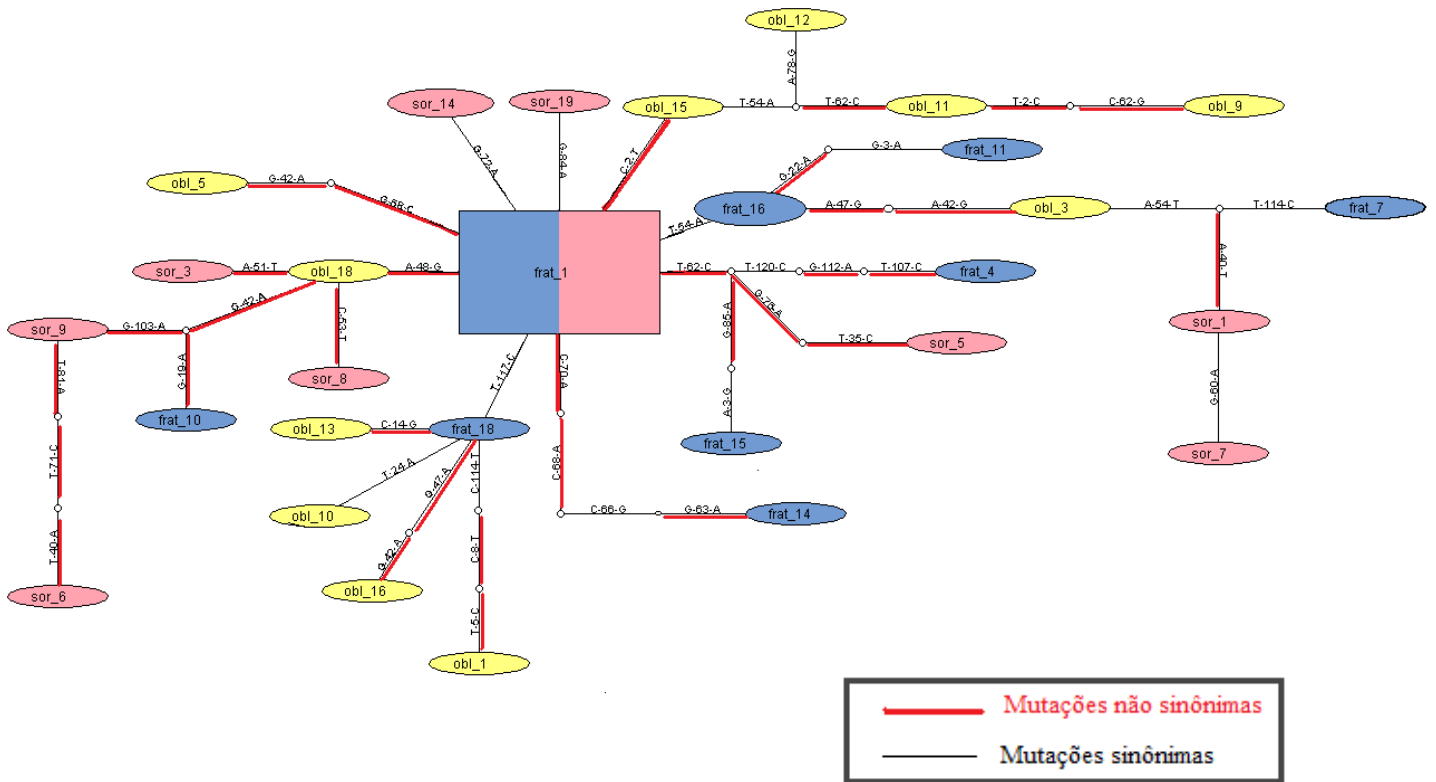 obl_12
A-78-G
sor_14
sor_19
obl_15
T-54-A
T-62-C
obl_11
T-2-C
C-62-G
obl_9
G-72-A
G-84-A
C-2-T
G-22-A
G-3-A
frat_11
obl_5
G-42-A
G-68-C
frat_16
A-47-G
A-42-G
obl_3
A-54-T
T-114-C
frat_7
T-54-A
sor_3
A-51-T
obl_18
A-48-G
frat_1
T-62-C
T-120-C
G-112-A
T-107-C
frat_4
A-40-T
G-42-A
G-75-A
G-85-A
sor_9
G-103-A
C-53-T
sor_1
T-35-C
sor_5
T-117-C
C-70-A
G-19-A
sor_8
T-81-A
A-3-G
G-60-A
frat_10
obl_13
C-14-G
frat_18
frat_15
sor_7
T-71-C
T-24-A
G-47-A
C-114-T
C-68-A
obl_10
C-66-G
G-63-A
frat_14
T-40-A
G-42-A
C-8-T
sor_6
obl_16
T-5-C
obl_1
Mutações não sinônimas
Mutações sinônimas